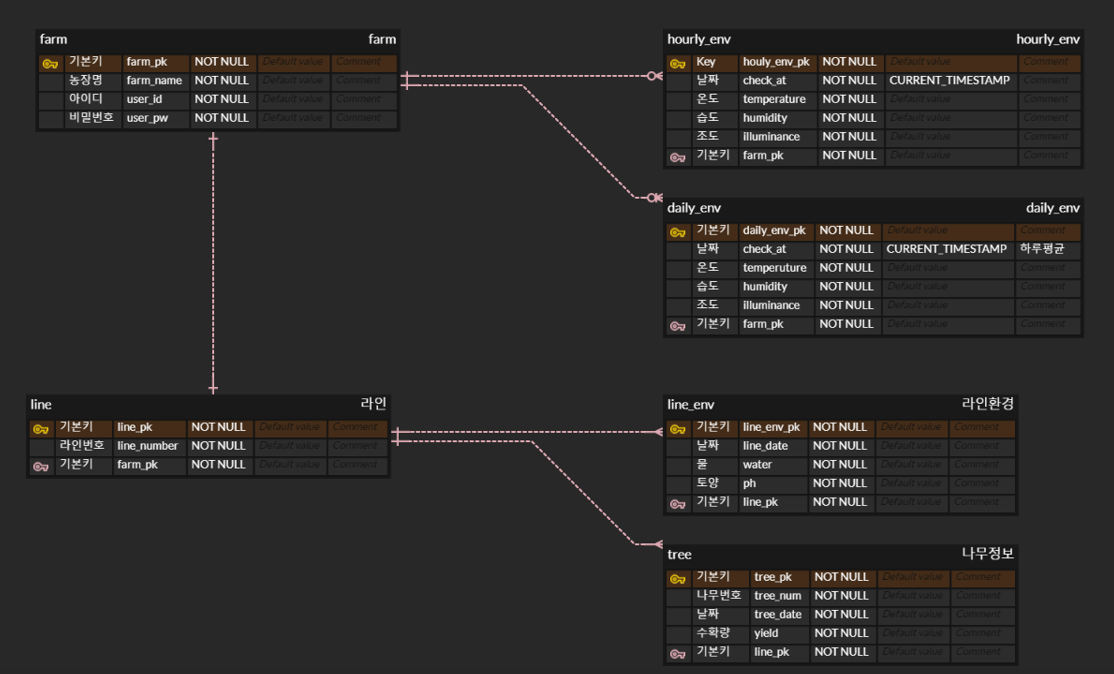 farm farm
기본키 farm_pk NOT NULL Default value Comment
농장명 farm_name NOT NULL Default value Comment
아이디 user_id NOT NULL Default value Comment
비밀번호 user_pw NOT NULL Default value Comment
hourly_env hourly_env
Key houly_env_pk NOT NULL Default value Comment
날짜 check_at NOT NULL CURRENT_TIMESTAMP Comment
온도 temperature NOT NULL Default value Comment
습도 humidity NOT NULL Default value Comment
조도 illuminance NOT NULL Default value Comment
기본키 farm_pk NOT NULL Default value Comment
daily_env daily_env
기본키 daily_env_pk NOT NULL Default value Comment
날짜 check_at NOT NULL CURRENT_TIMESTAMP 하루평균
온도 temperuture NOT NULL Default value Comment
습도 humidity NOT NULL Default value Comment
조도 illuminance NOT NULL Default value Comment
기본키 farm_pk NOT NULL Default value Comment
line 라인
기본키 line_pk NOT NULL Default value Comment
라인번호 line_number NOT NULL Default value Comment
기본키 farm_pk NOT NULL Default value Comment
line_env 라인환경
기본키 line_env_pk NOT NULL Default value Comment
날짜 line_date NOT NULL Default value Comment
물 water NOT NULL Default value Comment
토양 ph NOT NULL Default value Comment
기본키 line_pk NOT NULL Default value Comment
tree 나무정보
기본키 tree_pk NOT NULL Default value Comment
나무번호 tree_num NOT NULL Default value Comment
날짜 tree_date NOT NULL Default value Comment
수확량 yield NOT NULL Default value Comment
기본키 line_pk NOT NULL Default value Comment